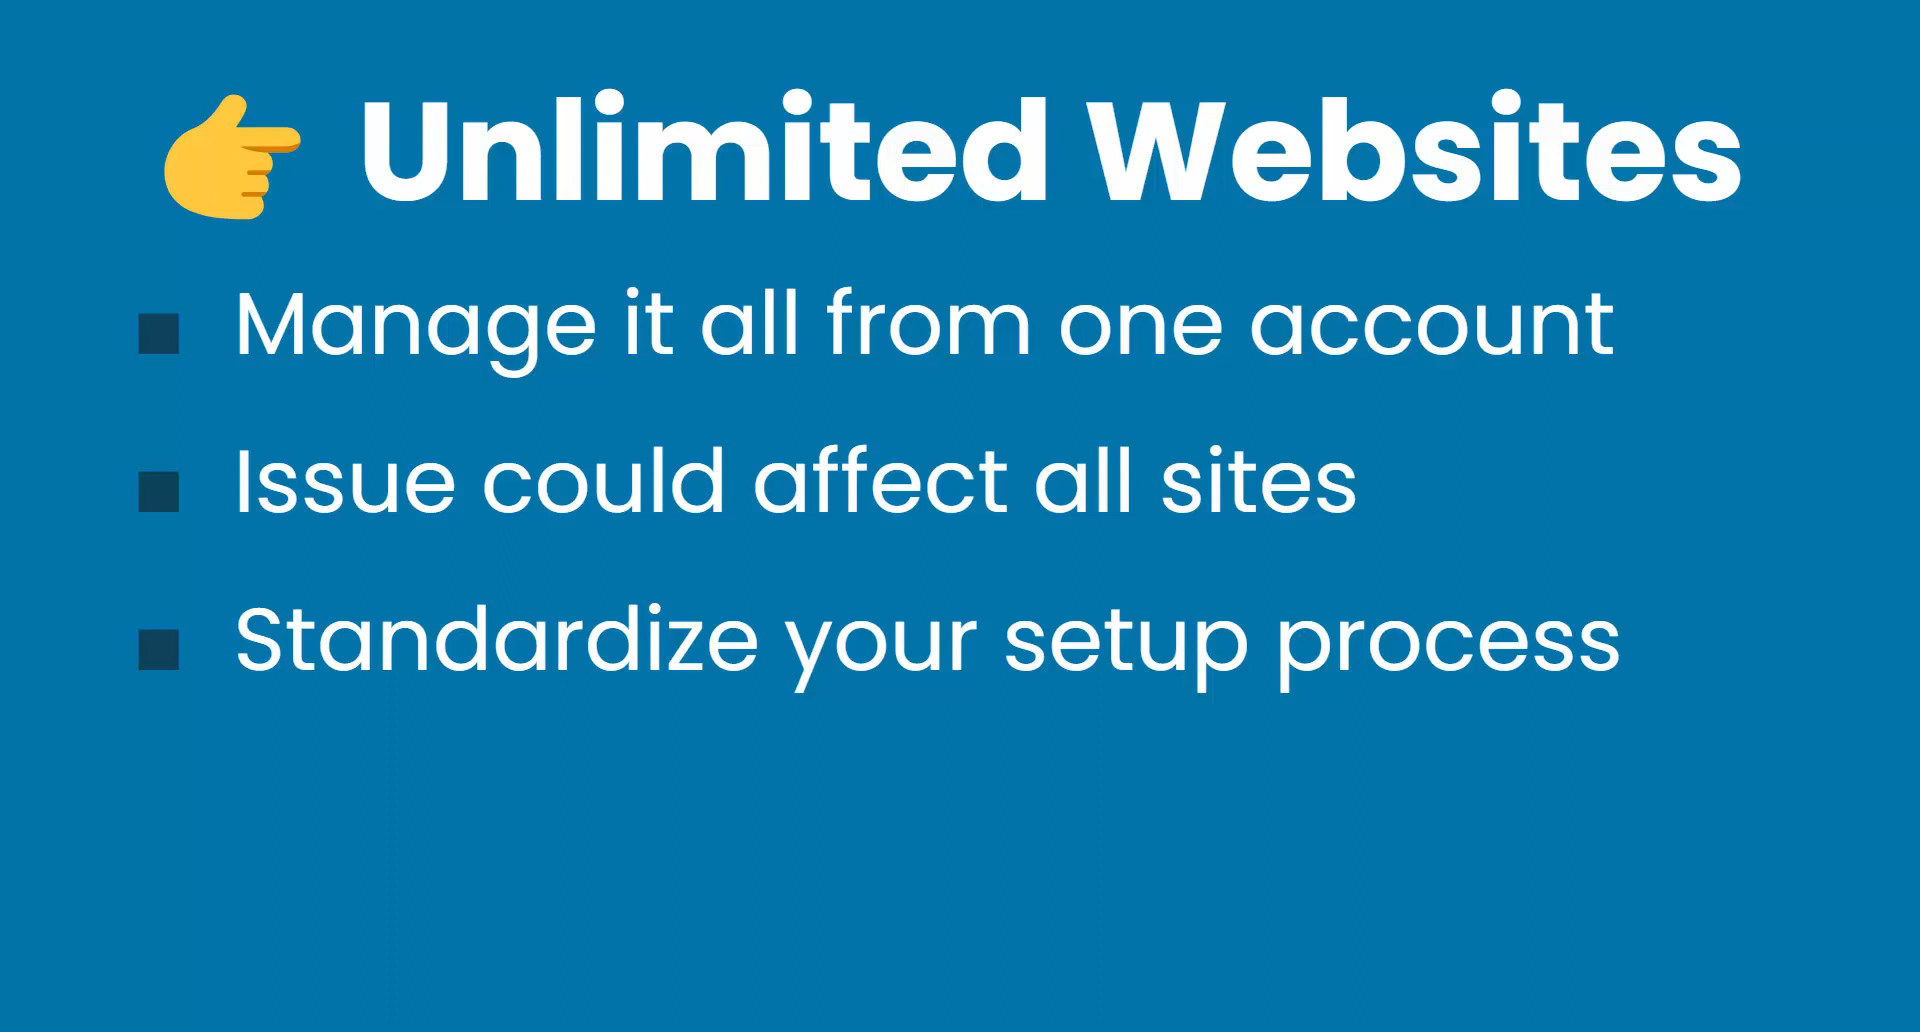 Unlimited Websites
Manage it all from one account
Issue could affect all sites
Standardize your setup process